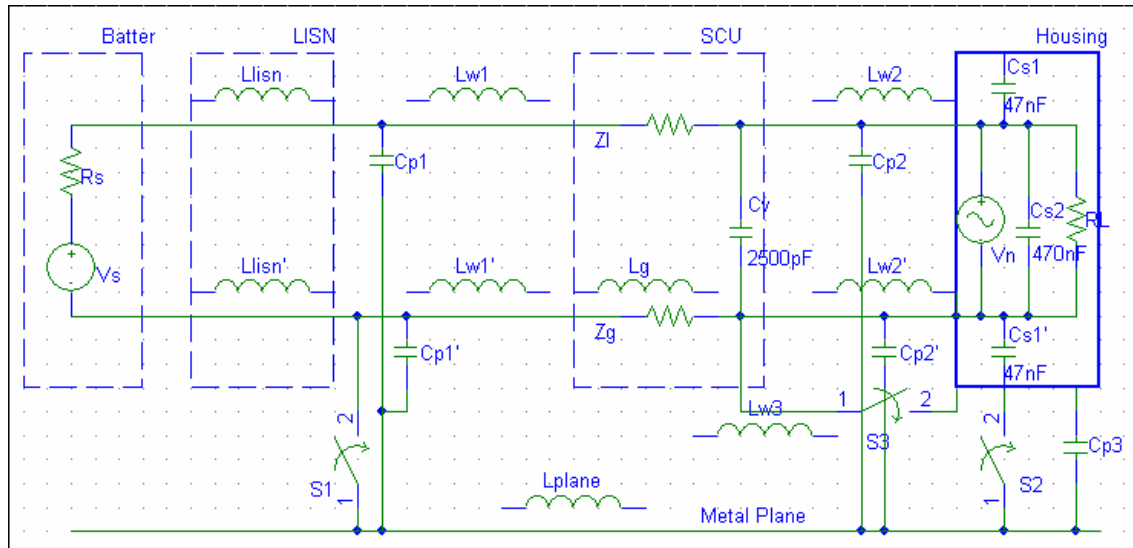 Batter LISN SCU Housing
Llisn Lw1 Lw2 Cs1
47nF
Zl
Rs Cp1 Cp2
Cv Cs2 RL
Vs 2500pF Vn 470nF
Llisn' Lw1' Lg Lw2'
Zg Cp1' Cp2' Cs1'
47nF
1 2
2 Lw3 S3 2 Cp3
S1 S2
1 Lplane 1
Metal Plane